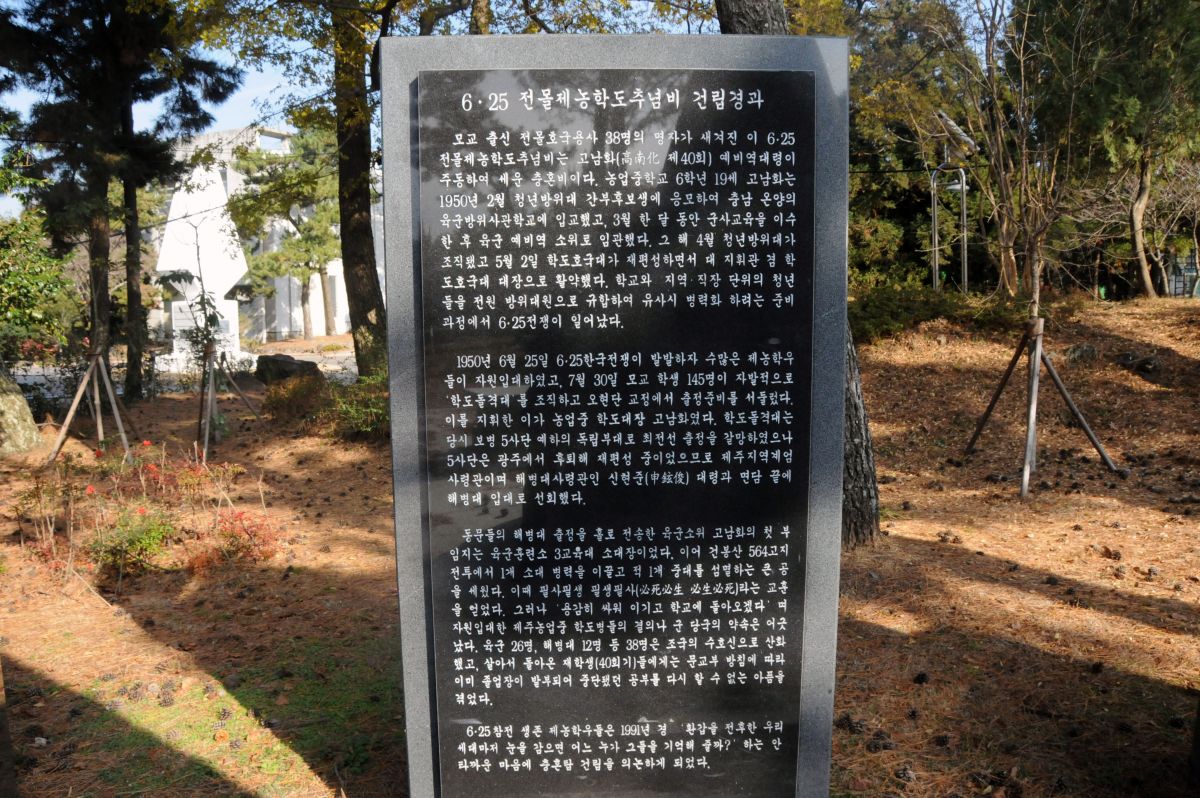 6·25 전몰제농학도추념비 건립경과
모교 출신 전몰호국용사 38명의 명자가 새겨진 이 6·25
전몰제농학도추념비는 고남화(高南化 제40회) 예비역대령이
주동하여 세운 충혼비이다. 농업중학교 6학년 19세 고남화는
1950년 2월 청년방위대 간부후보생에 응모하여 충남 온양의
육군방위사관학교에 입교했고, 3월 한 달 동안 군사교육을 이수
한 후 육군 예비역 소위로 임관했다. 그 해 4월 청년방위대가
조직됐고 5월 2일 학도호국대가 재편성하면서 대 지휘관 겸 학
도호국대 대장으로 활약했다. 학교와 지역·직장 단위의 청년
들을 전원 방위대원으로 규합하여 유사시 병력화 하려는 준비
과정에서 6·25전쟁이 일어났다.
1950년 6월 25일 6·25한국전쟁이 발발하자 수많은 제농학우
들이 자원입대하였고, 7월 30일 모교 학생 145명이 자발적으로
'학도돌격대'를 조직하고 오현단 교정에서 출정준비를 서둘렀다.
이를 지휘한 이가 농업중 학도대장 고남화였다. 학도돌격대는
당시 보병 5사단 예하의 독립부대로 최전선 출정을 갈망하였으나
5사단은 광주에서 후퇴해 재편성 중이었으므로 제주지역계엄
사령관이며 해병대사령관인 신현준(申鉉俊) 대령과 면담 끝에
해병대 입대로 선회했다.
동문들의 해병대 출정을 홀로 전송한 육군소위 고남화의 첫 부
임지는 육군훈련소 3교육대 소대장이었다. 이어 건봉산 564고지
전투에서 1개 소대 병력을 이끌고 적 1개 중대를 섬멸하는 큰 공
을 세웠다. 이때 필사필생 필생필사(必死必生 必生必死)라는 교훈
을 얻었다. 그러나 '용감히 싸워 이기고 학교에 돌아오겠다' 며
자원입대한 제주농업중 학도병들의 결의나 군 당국의 약속은 어긋
났다. 육군 26명, 해병대 12명 등 38명은 조국의 수호신으로 산화
했고, 살아서 돌아온 재학생(40회기)들에게는 문교부 방침에 따라
이미 졸업장이 발부되어 중단됐던 공부를 다시 할 수 없는 아픔을
겪었다.
6·25참전 생존 제농학우들은 1991년 경 '환갑을 전후한 우리
세대마저 눈을 감으면 어느 누가 그들을 기억해 줄까?' 하는 안
타까운 마음에 충혼탑 건립을 의논하게 되었다.